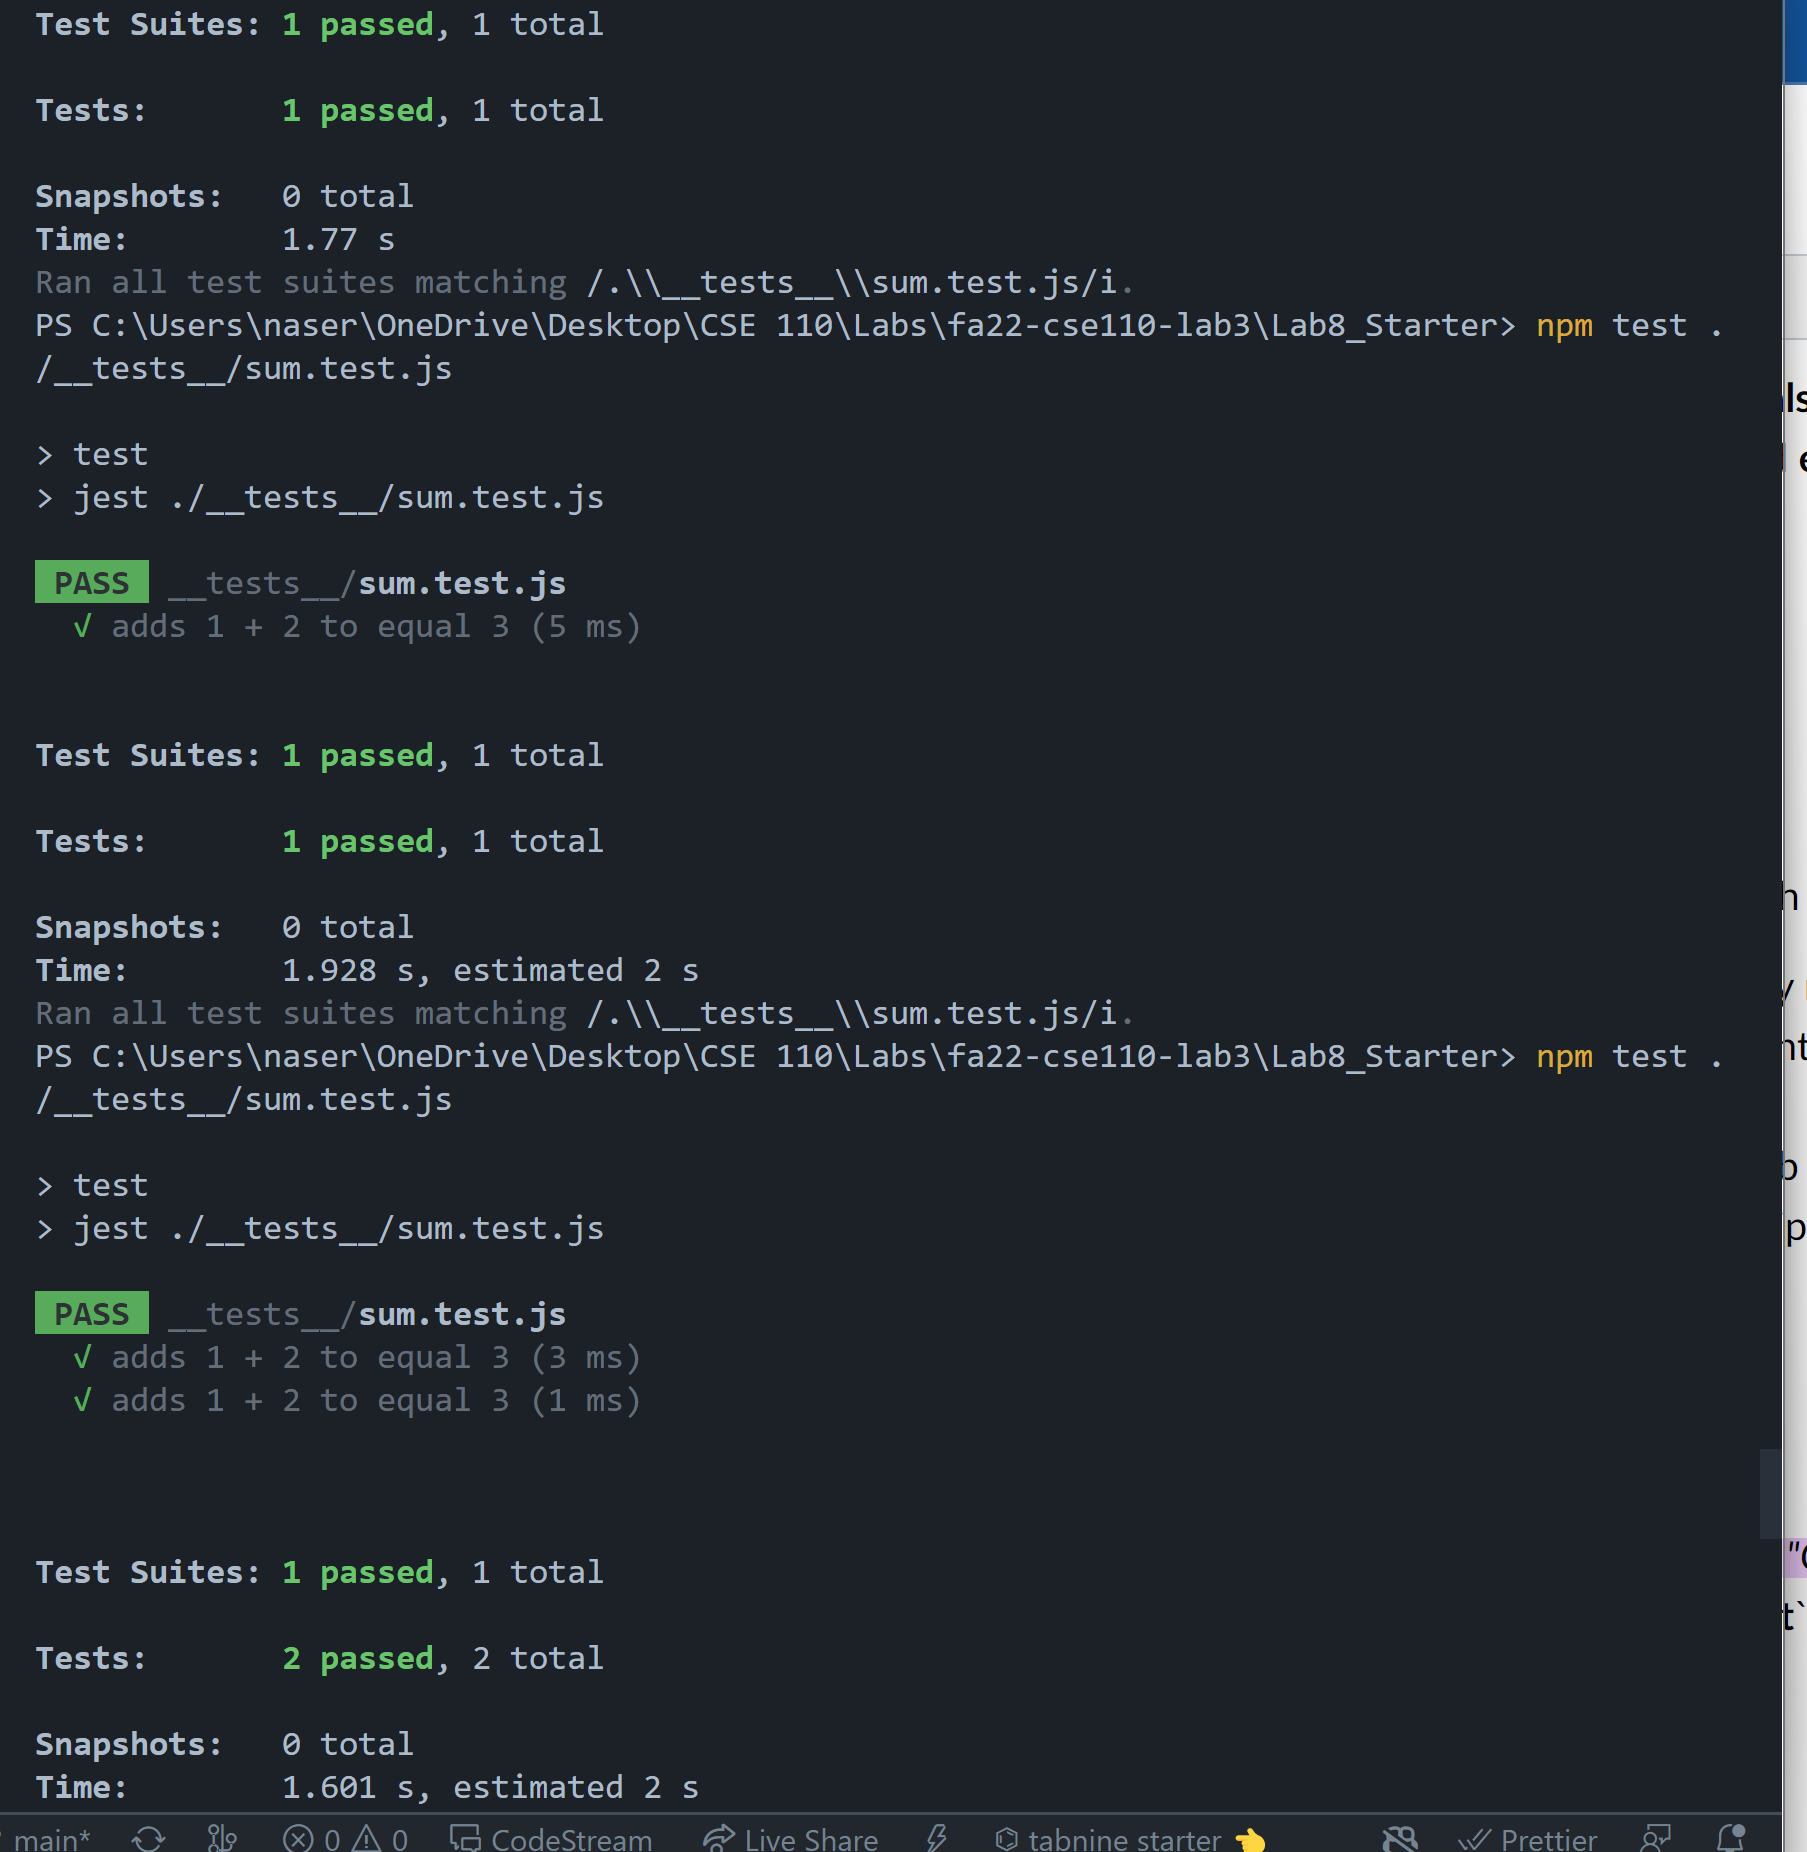 Test Suites: 1 passed, 1 total
Tests:       1 passed, 1 total
Snapshots:   0 total
Time:        1.77 s
Ran all test suites matching /.\\__tests__\\sum.test.js/i.
PS C:\Users\naser\OneDrive\Desktop\CSE 110\Labs\fa22-cse110-lab3\Lab8_Starter> npm test .
/__tests__/sum.test.js
> test
> jest ./__tests__/sum.test.js
PASS __tests__/sum.test.js
√ adds 1 + 2 to equal 3 (5 ms)
Test Suites: 1 passed, 1 total
Tests:       1 passed, 1 total
Snapshots:   0 total
Time:        1.928 s, estimated 2 s
Ran all test suites matching /.\\__tests__\\sum.test.js/i.
PS C:\Users\naser\OneDrive\Desktop\CSE 110\Labs\fa22-cse110-lab3\Lab8_Starter> npm test .
/__tests__/sum.test.js
> test
> jest ./__tests__/sum.test.js
PASS __tests__/sum.test.js
√ adds 1 + 2 to equal 3 (3 ms)
√ adds 1 + 2 to equal 3 (1 ms)
Test Suites: 1 passed, 1 total
Tests:       2 passed, 2 total
Snapshots:   0 total
Time:        1.601 s, estimated 2 s
main* 0 0 CodeStream Live Share tabnine starter Prettier